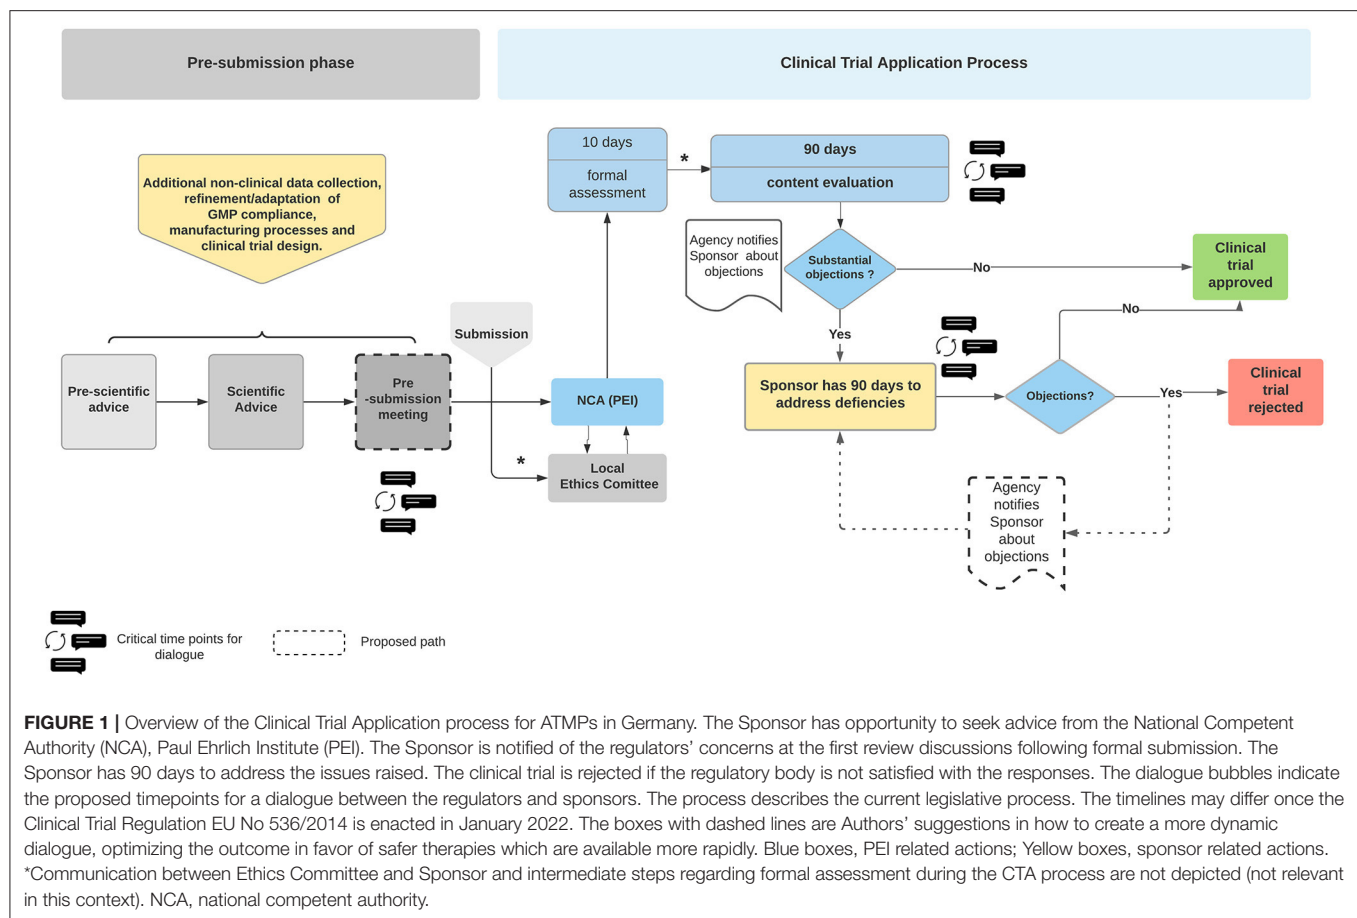 Pre-submission phase
Clinical Trial Application Process
Additional non-clinical data collection,
refinement/adaptation of
GMP compliance,
manufacturing processes and
clinical trial design.
10 days
formal
assessment
*
90 days
content evaluation
Agency notifies
Sponsor about
objections
Substantial
objections ?
No
Clinical
trial
approved
Yes
Submission
Pre-scientific
advice
Scientific
Advice
Pre
-submission
meeting
NCA (PEI)
*
Local
Ethics Comittee
Sponsor has 90 days to
address defiencies
Objections?
No
Yes
Clinical
trial
rejected
Agency
notifies
Sponsor
about
objections
Critical time points for
dialogue
Proposed path
FIGURE 1 | Overview of the Clinical Trial Application process for ATMPs in Germany. The Sponsor has opportunity to seek advice from the National Competent
Authority (NCA), Paul Ehrlich Institute (PEI). The Sponsor is notified of the regulators' concerns at the first review discussions following formal submission. The
Sponsor has 90 days to address the issues raised. The clinical trial is rejected if the regulatory body is not satisfied with the responses. The dialogue bubbles indicate
the proposed timepoints for a dialogue between the regulators and sponsors. The process describes the current legislative process. The timelines may differ once the
Clinical Trial Regulation EU No 536/2014 is enacted in January 2022. The boxes with dashed lines are Authors' suggestions in how to create a more dynamic
dialogue, optimizing the outcome in favor of safer therapies which are available more rapidly. Blue boxes, PEI related actions; Yellow boxes, sponsor related actions.
*Communication between Ethics Committee and Sponsor and intermediate steps regarding formal assessment during the CTA process are not depicted (not relevant
in this context). NCA, national competent authority.